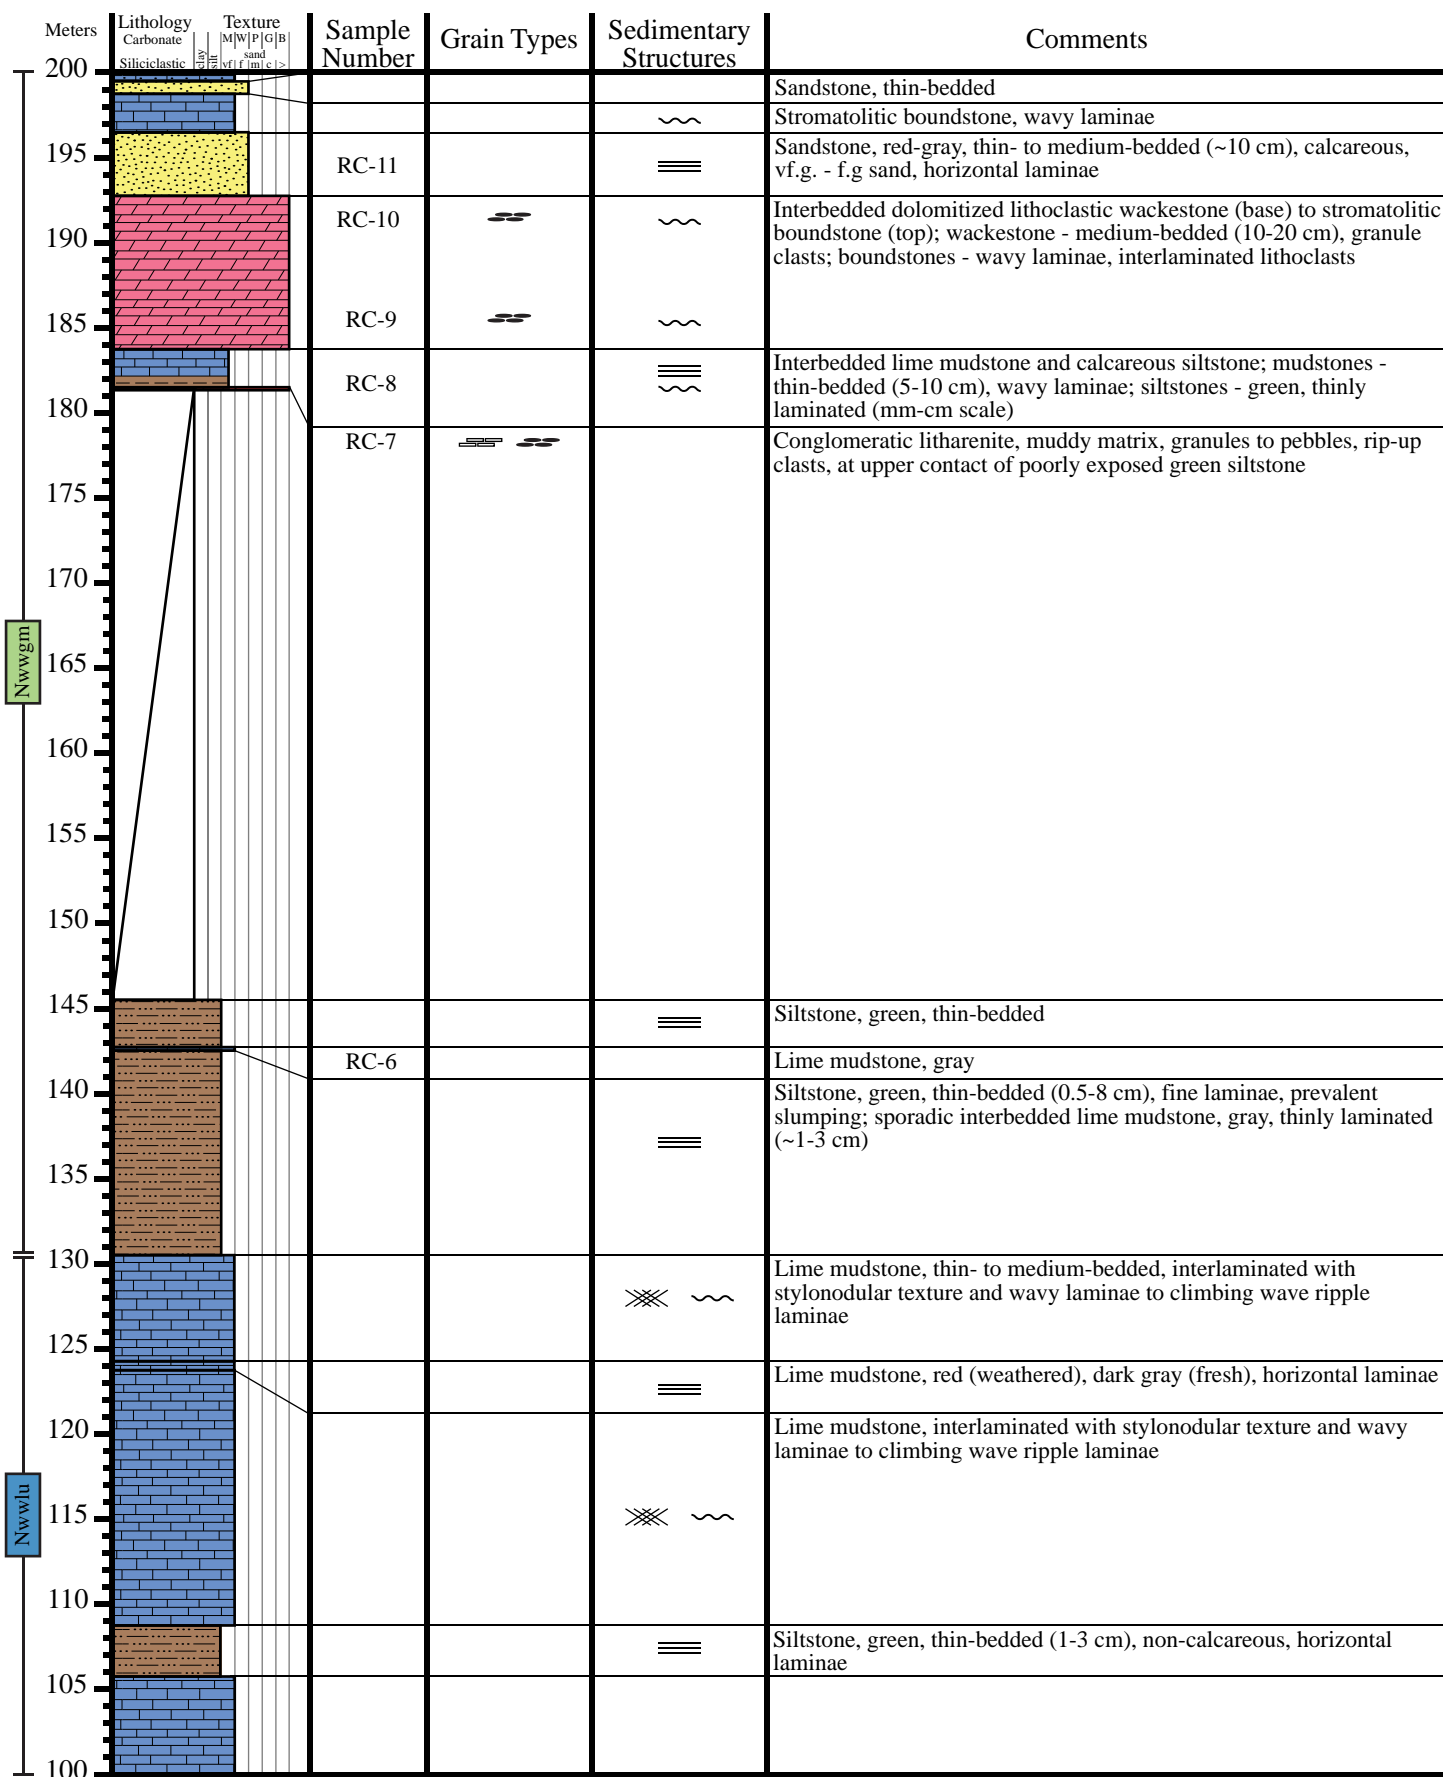 Meters
Lithology
Carbonate
Siliciclastic
Texture
M W P G B
clay
silt
sand
vf f m c >
Sample
Number
Grain Types
Sedimentary
Structures
Comments
200
Sandstone, thin-bedded
Stromatolitic boundstone, wavy laminae
195
RC-11
Sandstone, red-gray, thin- to medium-bedded (~10 cm), calcareous,
vf.g. - f.g sand, horizontal laminae
190
RC-10
Interbedded dolomitized lithoclastic wackestone (base) to stromatolitic
boundstone (top); wackestone - medium-bedded (10-20 cm), granule
clasts; boundstones - wavy laminae, interlaminated lithoclasts
185
RC-9
RC-8
Interbedded lime mudstone and calcareous siltstone; mudstones -
thin-bedded (5-10 cm), wavy laminae; siltstones - green, thinly
laminated (mm-cm scale)
180
RC-7
Conglomeratic litharenite, muddy matrix, granules to pebbles, rip-up
clasts, at upper contact of poorly exposed green siltstone
175
170
Nwwgm
165
160
155
150
145
Siltstone, green, thin-bedded
RC-6
Lime mudstone, gray
140
Siltstone, green, thin-bedded (0.5-8 cm), fine laminae, prevalent
slumping; sporadic interbedded lime mudstone, gray, thinly laminated
(~1-3 cm)
135
130
Lime mudstone, thin- to medium-bedded, interlaminated with
stylonodular texture and wavy laminae to climbing wave ripple
laminae
125
Lime mudstone, red (weathered), dark gray (fresh), horizontal laminae
120
Lime mudstone, interlaminated with stylonodular texture and wavy
laminae to climbing wave ripple laminae
Nwwlu
115
110
Siltstone, green, thin-bedded (1-3 cm), non-calcareous, horizontal
laminae
105
100